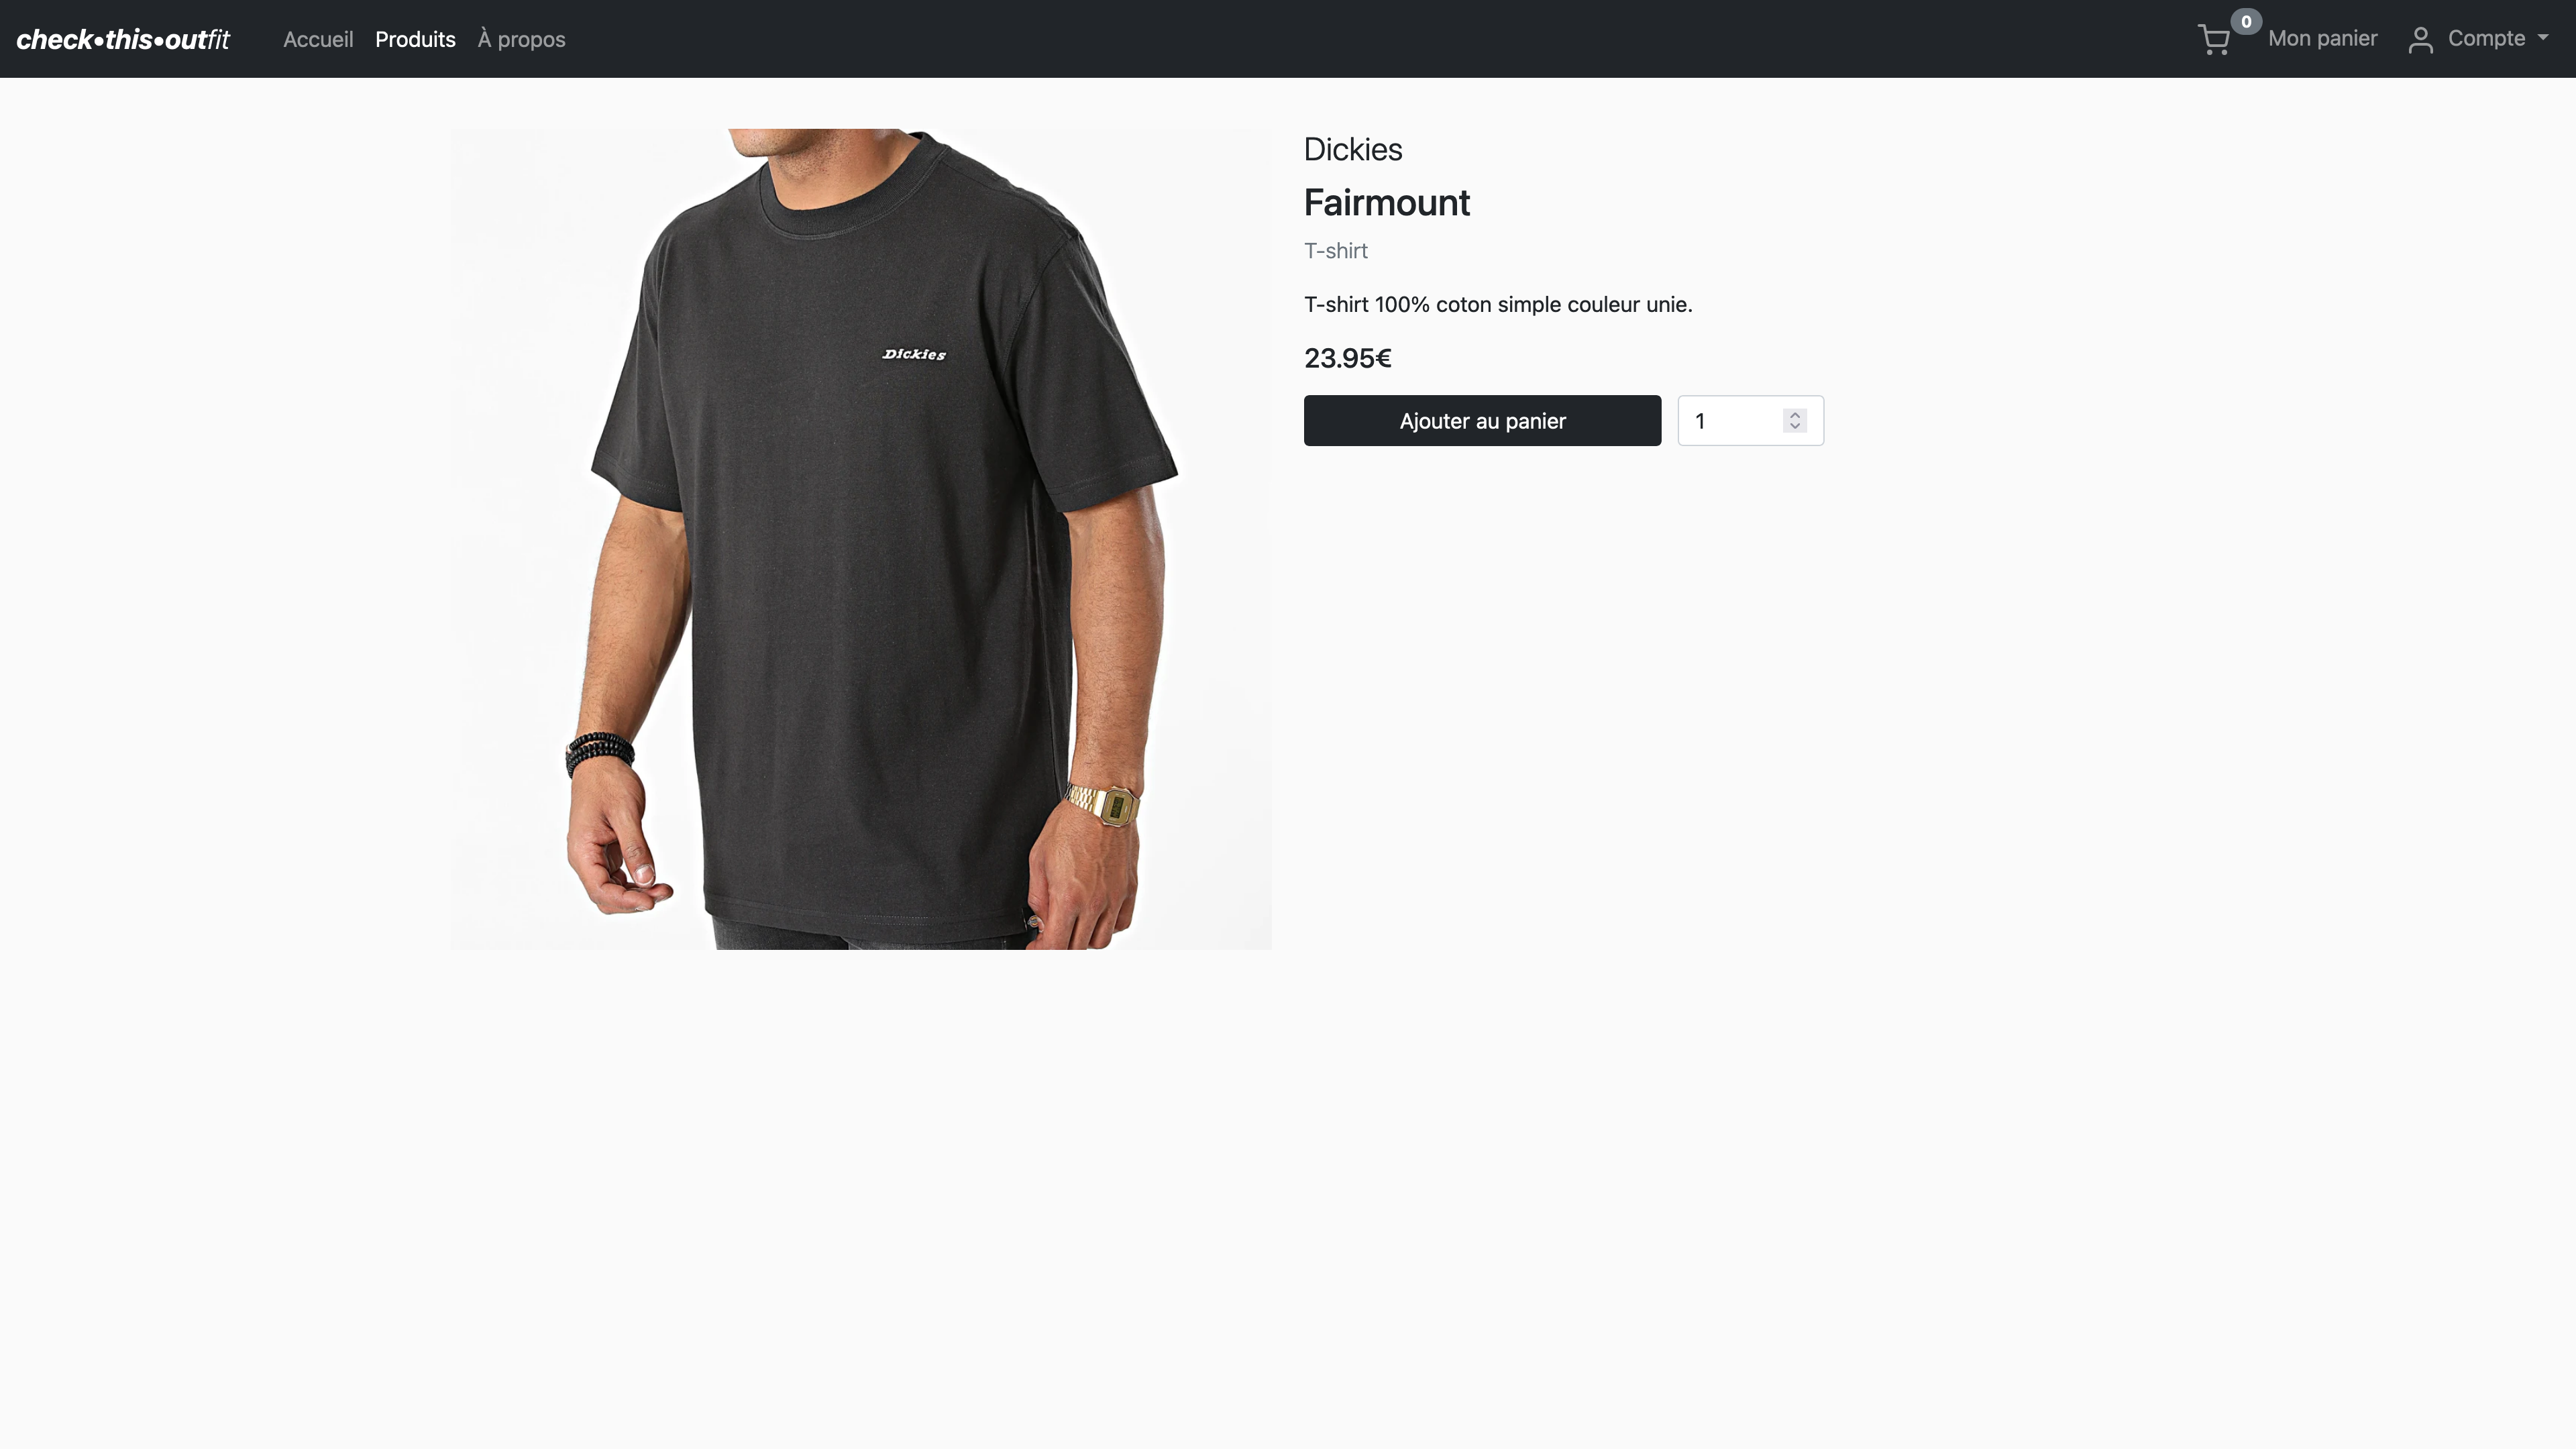 check•this•outfit
Accueil Produits À propos
0
Mon panier
Compte
Dickies
Dickies
Fairmount
T-shirt
T-shirt 100% coton simple couleur unie.
23.95€
Ajouter au panier
1